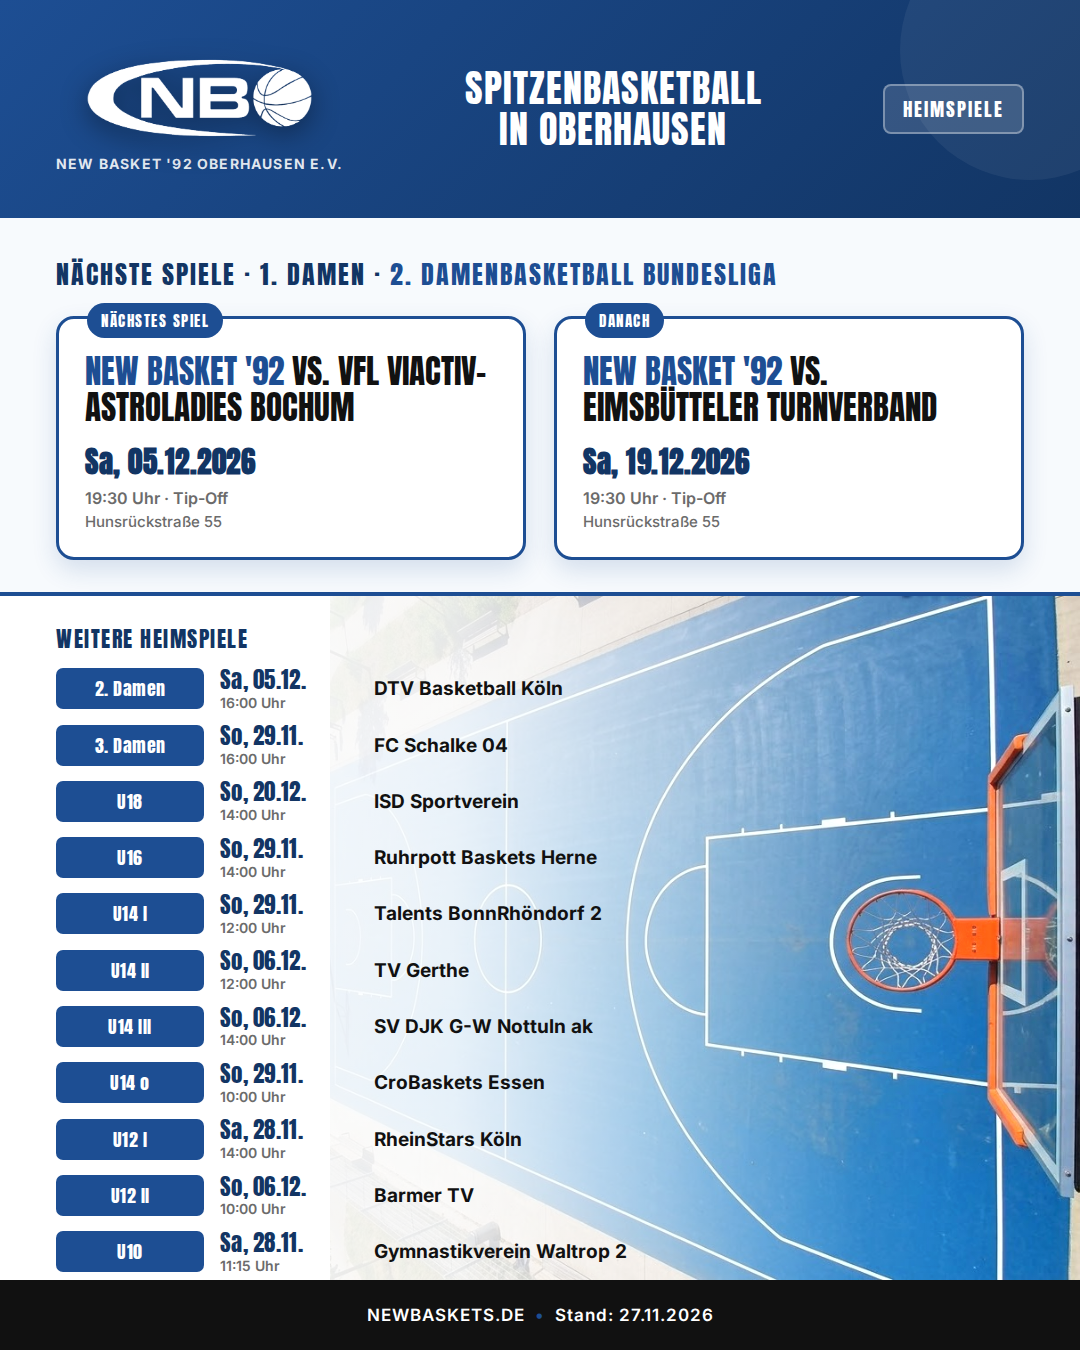 NBO
NEW BASKET '92 OBERHAUSEN E.V.
SPITZENBASKETBALL
IN OBERHAUSEN
HEIMSPIELE
NÄCHSTE SPIELE · 1. DAMEN · 2. DAMENBASKETBALL BUNDESLIGA
NÄCHSTES SPIEL
NEW BASKET '92 VS. VFL VIACTIV-
ASTROLADIES BOCHUM
Sa, 05.12.2026
19:30 Uhr · Tip-Off
Hunsrückstraße 55
DANACH
NEW BASKET '92 VS.
EIMSBÜTTELER TURNVERBAND
Sa, 19.12.2026
19:30 Uhr · Tip-Off
Hunsrückstraße 55
WEITERE HEIMSPIELE
2. Damen Sa, 05.12. DTV Basketball Köln
16:00 Uhr
3. Damen So, 29.11. FC Schalke 04
16:00 Uhr
U18 So, 20.12. ISD Sportverein
14:00 Uhr
U16 So, 29.11. Ruhrpott Baskets Herne
14:00 Uhr
U14 I So, 29.11. Talents BonnRhöndorf 2
12:00 Uhr
U14 II So, 06.12. TV Gerthe
12:00 Uhr
U14 III So, 06.12. SV DJK G-W Nottuln ak
14:00 Uhr
U14 o So, 29.11. CroBaskets Essen
10:00 Uhr
U12 I Sa, 28.11. RheinStars Köln
14:00 Uhr
U12 II So, 06.12. Barmer TV
10:00 Uhr
U10 Sa, 28.11. Gymnastikverein Waltrop 2
11:15 Uhr
NEWBASKETS.DE • Stand: 27.11.2026